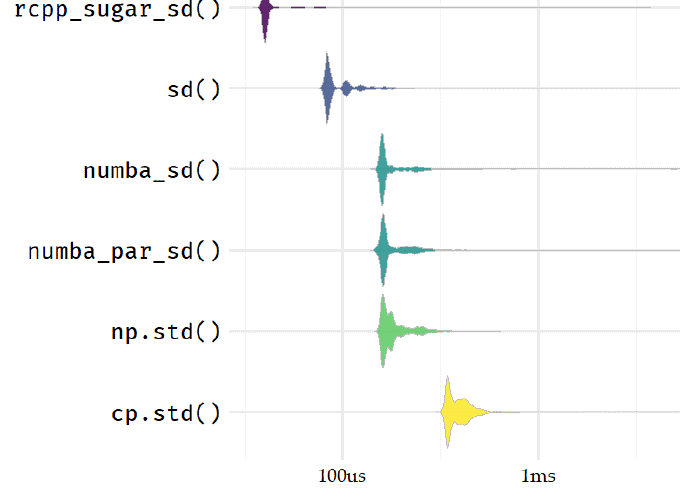 rcpp_sugar_sd()
sd()
numba_sd()
numba_par_sd()
np.std()
cp.std()
100us 1ms